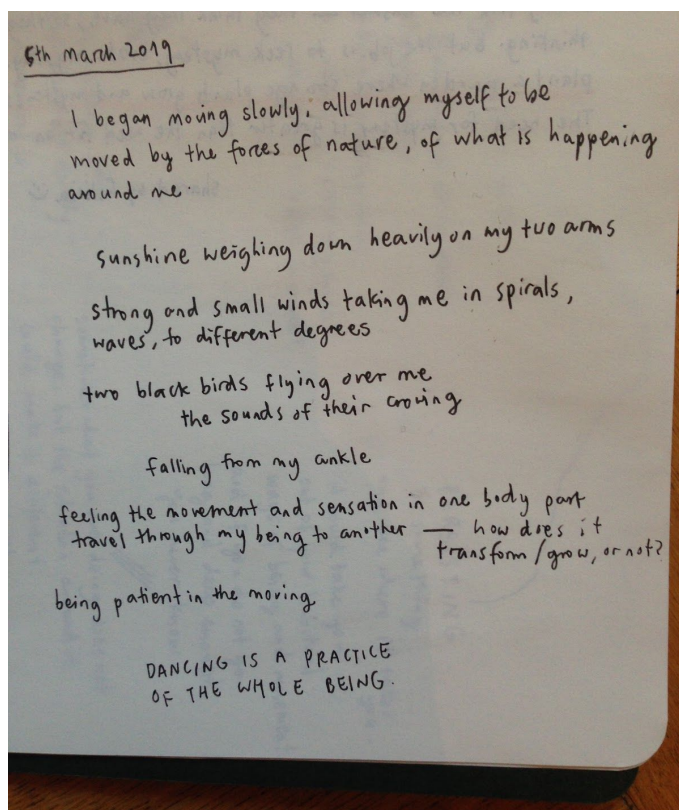 5th march 2019
I began moving slowly, allowing myself to be
moved by the forces of nature, of what is happening
around me.
sunshine weighing down heavily on my two arms
strong and small winds taking me in spirals,
waves, to different degrees
two black birds flying over me
the sounds of their crowing
falling from my ankle
feeling the movement and sensation in one body part
travel through my being to another — how does it
transform/grow, or not?
being patient in the moving
DANCING IS A PRACTICE
OF THE WHOLE BEING.